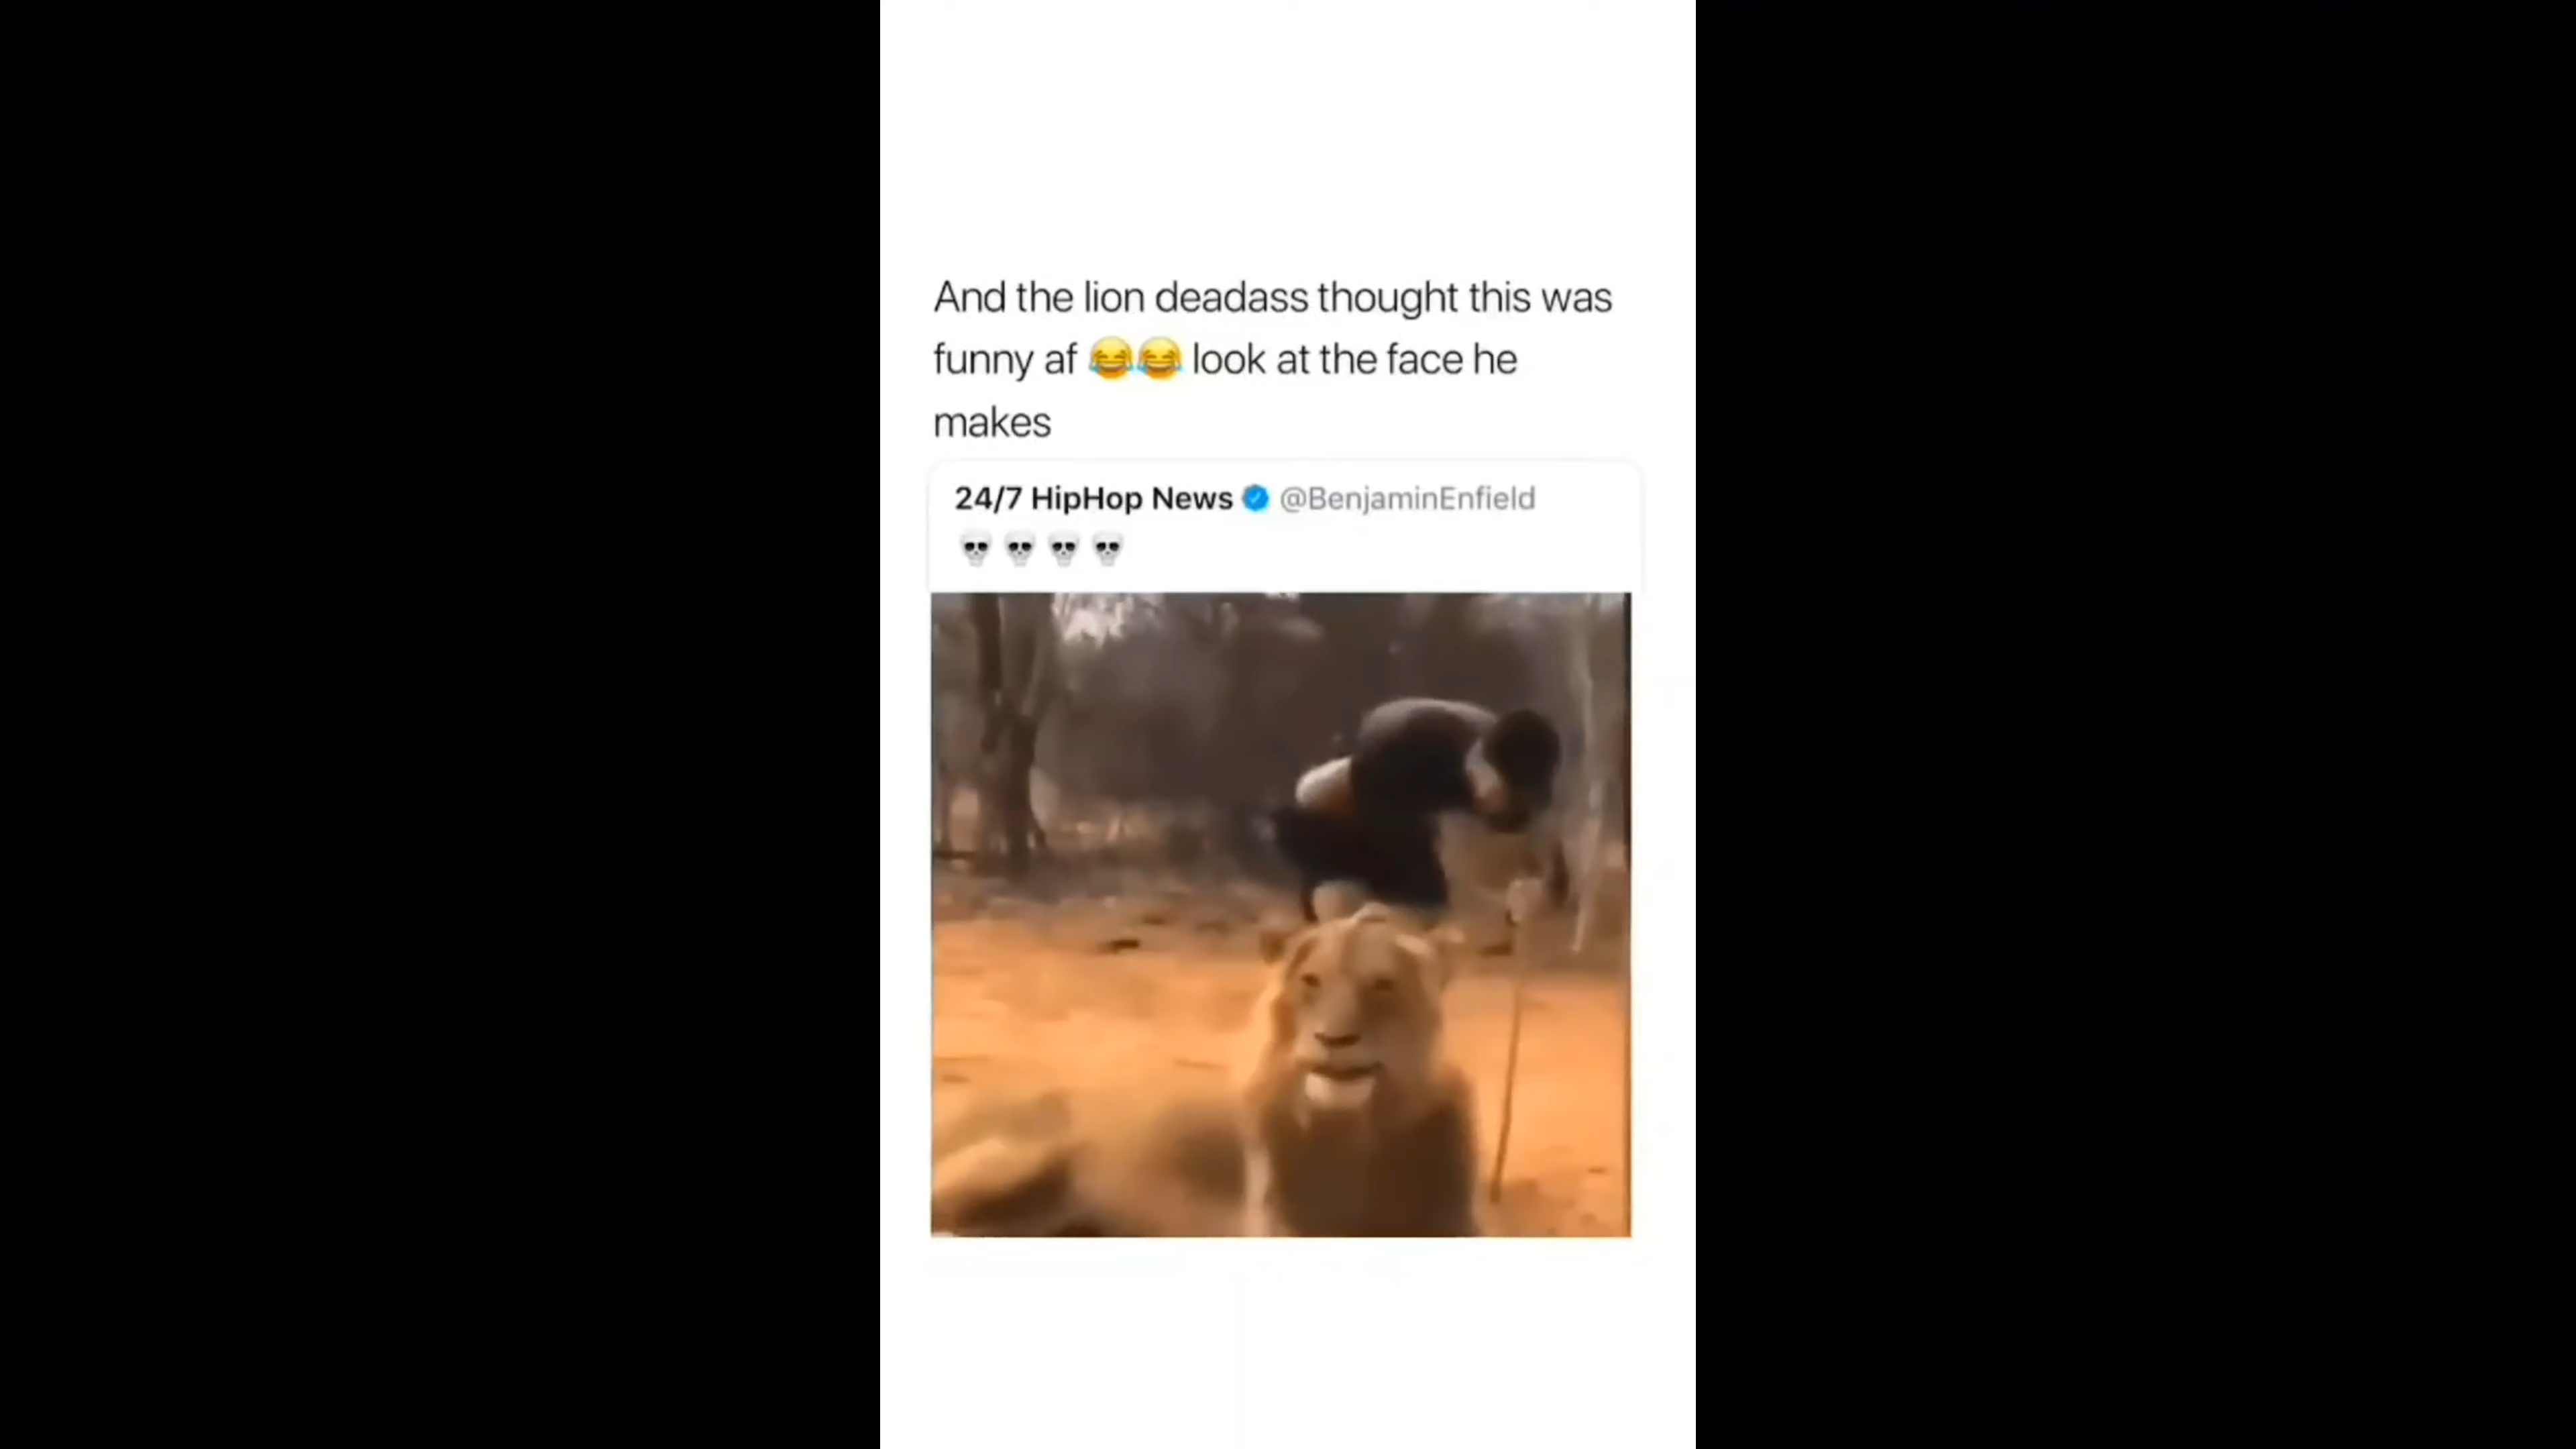 And the lion deadass thought this was
funny af 😂😂 look at the face he
makes
24/7 HipHop News @BenjaminEnfield
💀💀💀💀